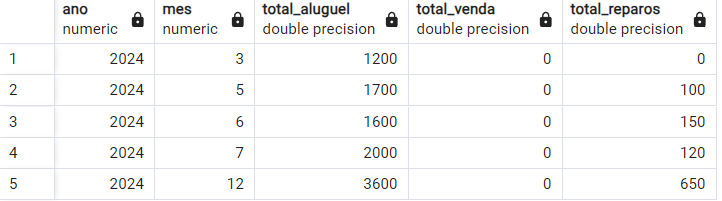 ano mes total_aluguel total_venda total_reparos
numeric numeric double precision double precision double precision
1 2024 3 1200 0 0
2 2024 5 1700 0 100
3 2024 6 1600 0 150
4 2024 7 2000 0 120
5 2024 12 3600 0 650